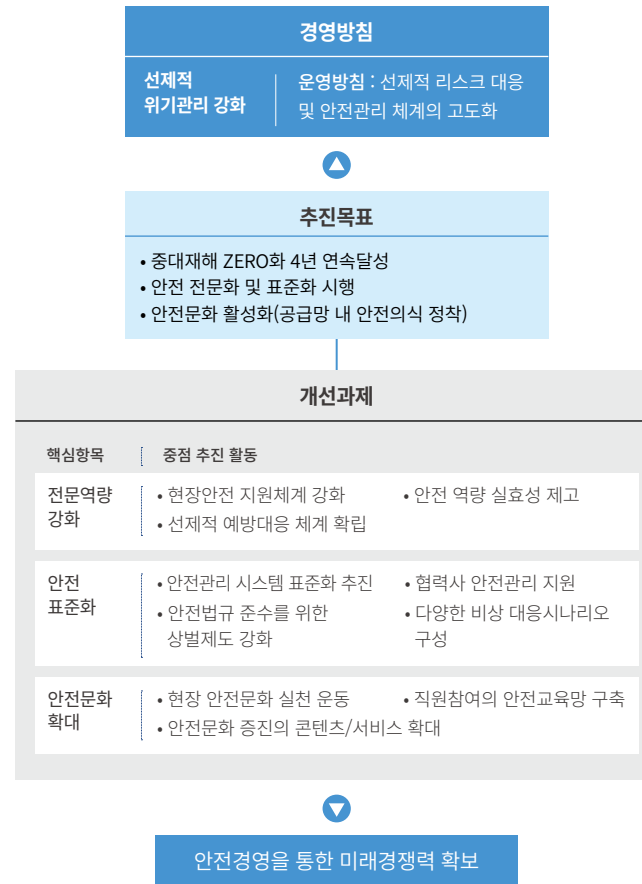 경영방침
선제적
위기관리 강화
운영방침 : 선제적 리스크 대응
및 안전관리 체계의 고도화
추진목표
• 중대재해 ZERO화 4년 연속달성
• 안전 전문화 및 표준화 시행
• 안전문화 활성화(공급망 내 안전의식 정착)
개선과제
핵심항목 중점 추진 활동
전문역량
강화
• 현장안전 지원체계 강화
• 선제적 예방대응 체계 확립
• 안전 역량 실효성 제고
안전
표준화
• 안전관리 시스템 표준화 추진
• 안전법규 준수를 위한
상벌제도 강화
• 협력사 안전관리 지원
• 다양한 비상 대응시나리오
구성
안전문화
확대
• 현장 안전문화 실천 운동
• 직원참여의 안전교육망 구축
• 안전문화 증진의 콘텐츠/서비스 확대
안전경영을 통한 미래경쟁력 확보